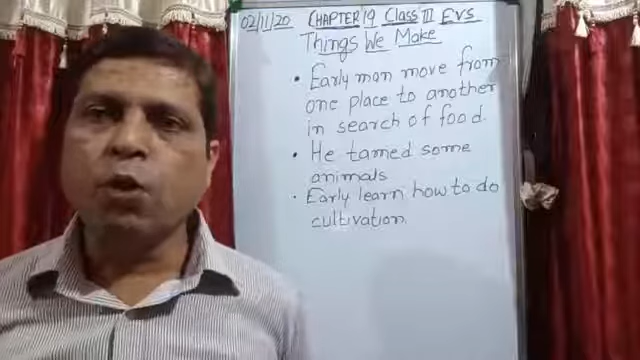 02/11/20 CHAPTER 19 CLASS III EVS
Things We Make
• Early man move from
one place to another
in search of food.
• He tamed some
animals
• Early learn how to do
cultivation.